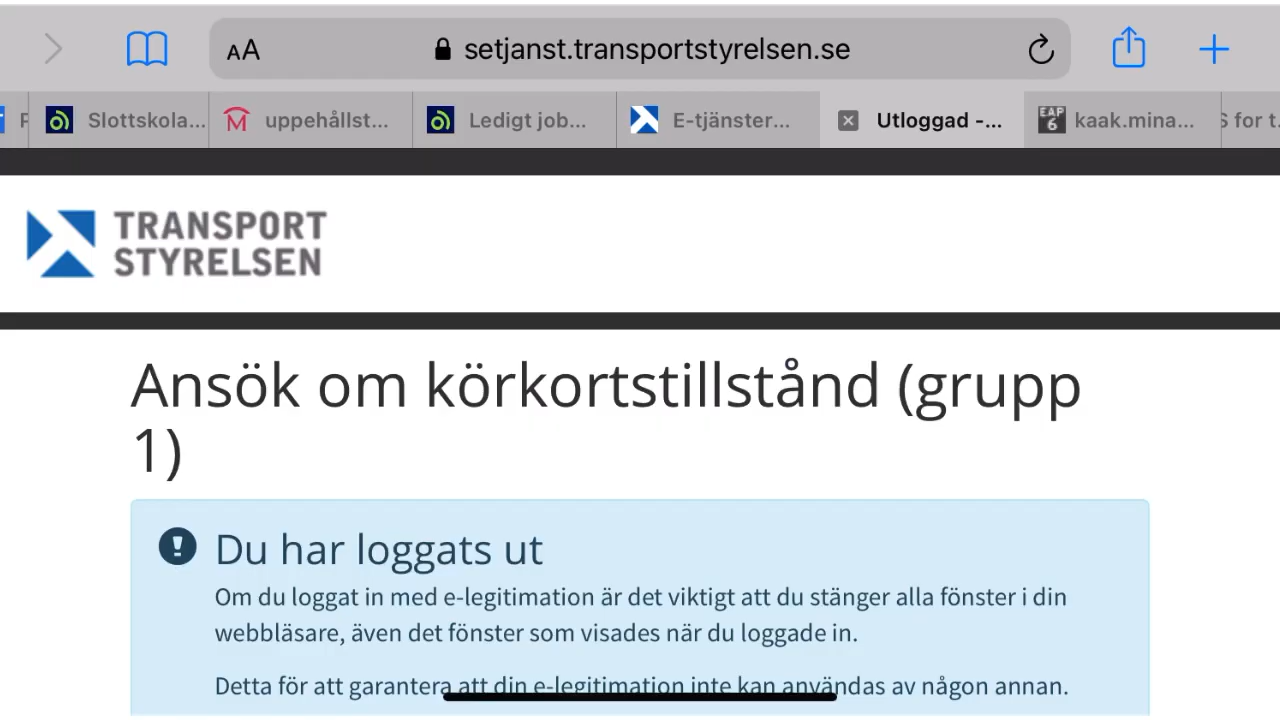 AA setjanst.transportstyrelsen.se
Slottskola... uppehållst... Ledigt job... E-tjänster... Utloggad -... EAP 6 kaak.mina... for t.
TRANSPORT
STYRELSEN
Ansök om körkortstillstånd (grupp
1)
Du har loggats ut
Om du loggat in med e-legitimation är det viktigt att du stänger alla fönster i din
webbläsare, även det fönster som visades när du loggade in.
Detta för att garantera att din e-legitimation inte kan användas av någon annan.